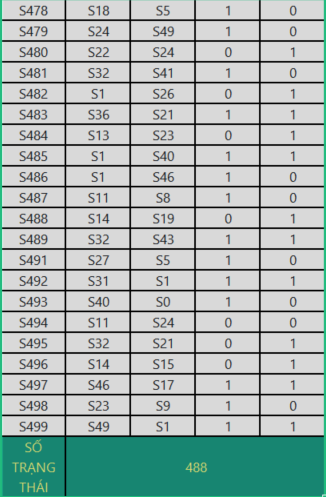 S478 S18 S5 1 0
S479 S24 S49 1 0
S480 S22 S24 0 1
S481 S32 S41 1 0
S482 S1 S26 0 1
S483 S36 S21 1 1
S484 S13 S23 0 1
S485 S1 S40 1 1
S486 S1 S46 1 0
S487 S11 S8 1 0
S488 S14 S19 0 1
S489 S32 S43 1 1
S491 S27 S5 1 0
S492 S31 S1 1 1
S493 S40 S0 1 0
S494 S11 S24 0 0
S495 S32 S21 0 1
S496 S14 S15 0 1
S497 S46 S17 1 1
S498 S23 S9 1 0
S499 S49 S1 1 1
SỐ
TRẠNG 488
THÁI